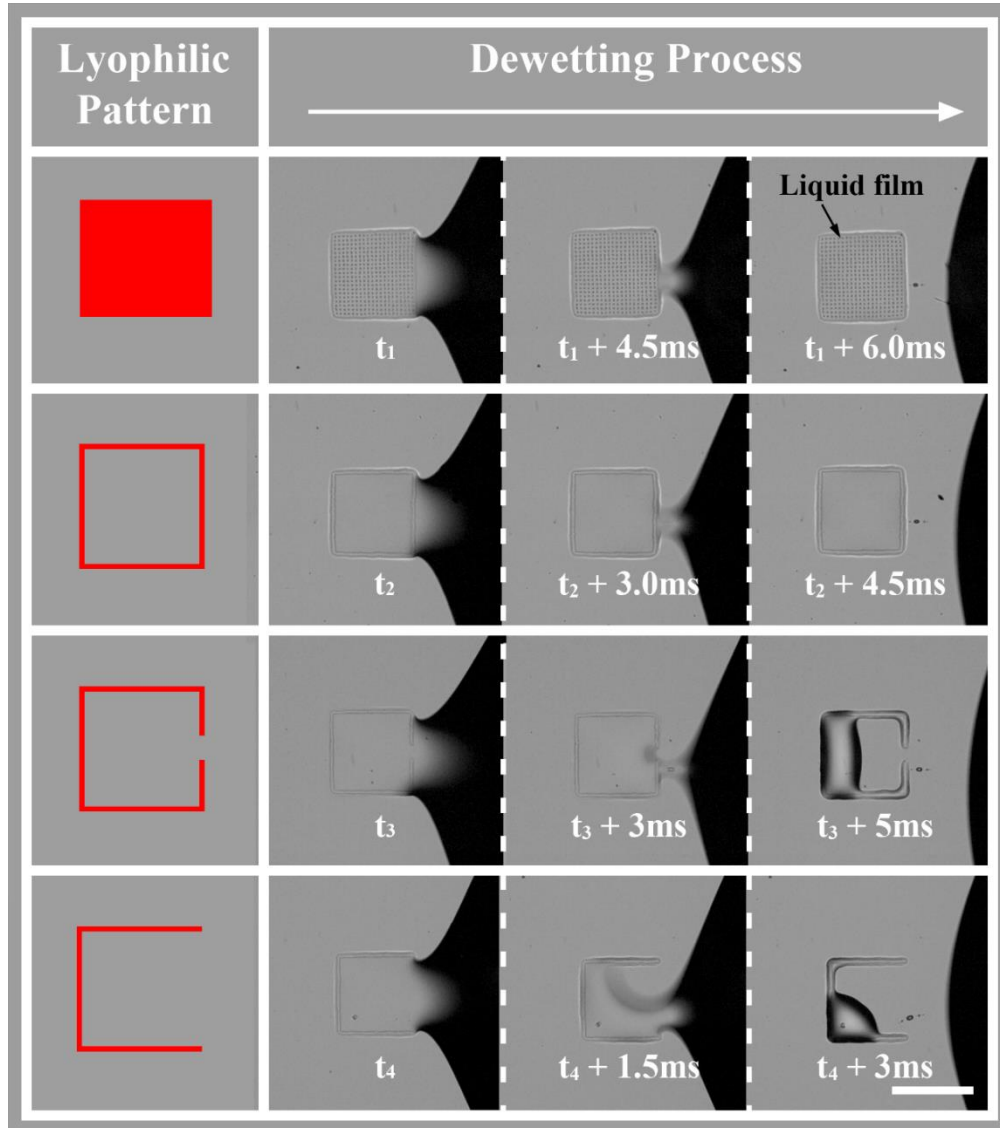 Lyophilic
Pattern
Dewetting Process
Liquid film
t₁
t₁ + 4.5ms
t₁ + 6.0ms
t₂
t₂ + 3.0ms
t₂ + 4.5ms
t₃
t₃ + 3ms
t₃ + 5ms
t₄
t₄ + 1.5ms
t₄ + 3ms